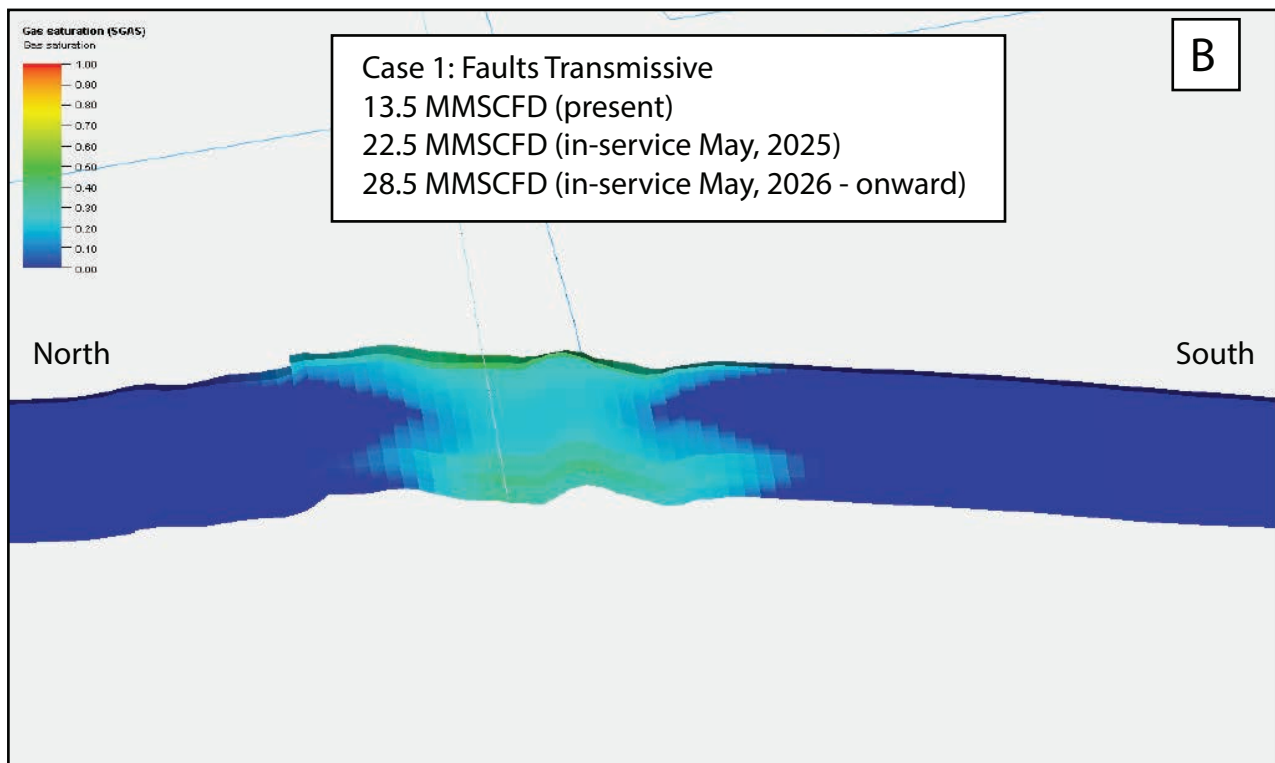 Gas saturation (SGAS)
Gas saturation
1.00
0.90
0.80
0.70
0.60
0.50
0.40
0.30
0.20
0.10
0.00
Case 1: Faults Transmissive
13.5 MMSCFD (present)
22.5 MMSCFD (in-service May, 2025)
28.5 MMSCFD (in-service May, 2026 - onward)
B
North
South